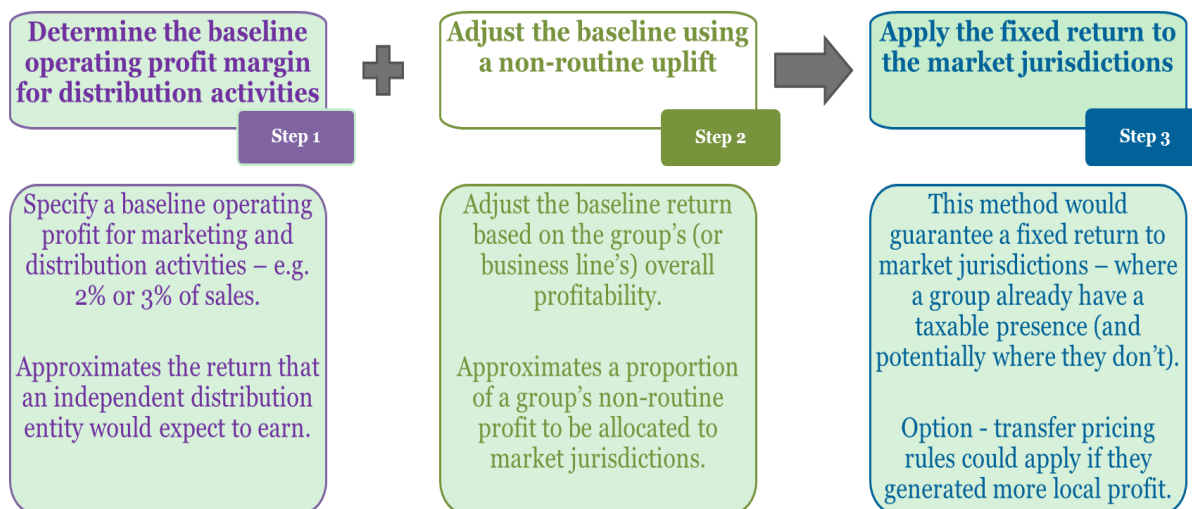 Determine the baseline
operating profit margin
for distribution activities
Step 1
Adjust the baseline using
a non-routine uplift
Step 2
Apply the fixed return to
the market jurisdictions
Step 3
Specify a baseline operating
profit for marketing and
distribution activities – e.g.
2% or 3% of sales.
Approximates the return that
an independent distribution
entity would expect to earn.
Adjust the baseline return
based on the group’s (or
business line’s) overall
profitability.
Approximates a proportion
of a group’s non-routine
profit to be allocated to
market jurisdictions.
This method would
guarantee a fixed return to
market jurisdictions – where
a group already have a
taxable presence (and
potentially where they don’t).
Option - transfer pricing
rules could apply if they
generated more local profit.